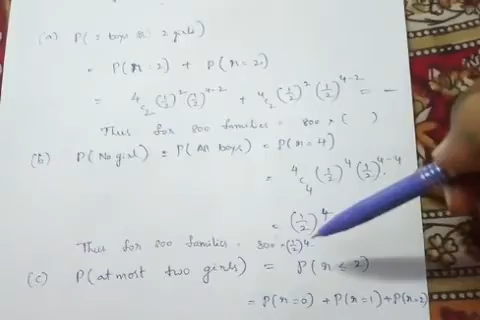 (a) P(2 boys or 2 girls)
= P(x=2) + P(x=2)
= 4c2 (1/2)^2 (1/2)^4-2 + 4c2 (1/2)^2 (1/2)^4-2 = —
Thus for 800 families = 800 × ( )
(b) P(No girl) = P(All boys) = P(x=4)
= 4c4 (1/2)^4 (1/2)^4-4.
= (1/2)^4
Thus for 800 families = 800 × (1/2)^4.
(c) P(at most two girls) = P(x ≤ 2)
= P(x=0) + P(x=1) + P(x=2)